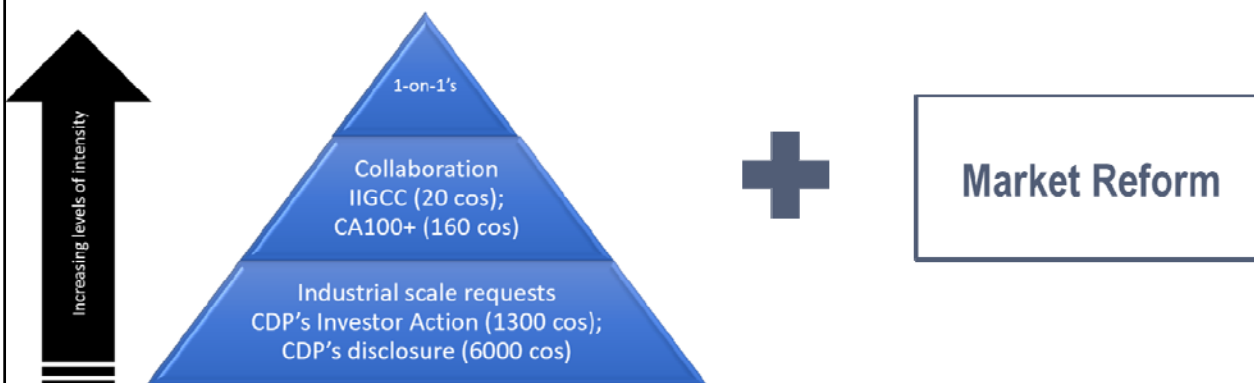 Increasing levels of intensity
1-on-1's
Collaboration
IIGCC (20 cos);
CA100+ (160 cos)
Industrial scale requests
CDP's Investor Action (1300 cos);
CDP's disclosure (6000 cos)
Market Reform